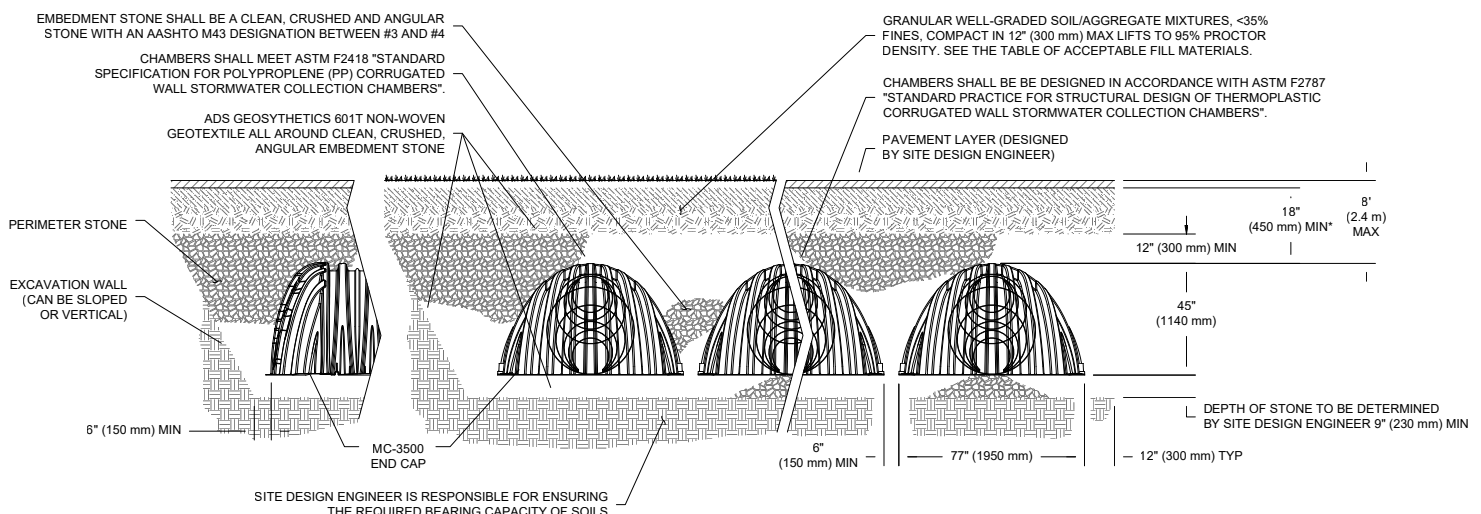 EMBEDMENT STONE SHALL BE A CLEAN, CRUSHED AND ANGULAR
STONE WITH AN AASHTO M43 DESIGNATION BETWEEN #3 AND #4
CHAMBERS SHALL MEET ASTM F2418 "STANDARD
SPECIFICATION FOR POLYPROPLENE (PP) CORRUGATED
WALL STORMWATER COLLECTION CHAMBERS".
ADS GEOSYTHETICS 601T NON-WOVEN
GEOTEXTILE ALL AROUND CLEAN, CRUSHED,
ANGULAR EMBEDMENT STONE
GRANULAR WELL-GRADED SOIL/AGGREGATE MIXTURES, <35%
FINES, COMPACT IN 12" (300 mm) MAX LIFTS TO 95% PROCTOR
DENSITY. SEE THE TABLE OF ACCEPTABLE FILL MATERIALS.
CHAMBERS SHALL BE BE DESIGNED IN ACCORDANCE WITH ASTM F2787
"STANDARD PRACTICE FOR STRUCTURAL DESIGN OF THERMOPLASTIC
CORRUGATED WALL STORMWATER COLLECTION CHAMBERS".
PAVEMENT LAYER (DESIGNED
BY SITE DESIGN ENGINEER)
PERIMETER STONE
EXCAVATION WALL
(CAN BE SLOPED
OR VERTICAL)
8'
(2.4 m)
MAX
18"
(450 mm) MIN*
12" (300 mm) MIN
45"
(1140 mm)
DEPTH OF STONE TO BE DETERMINED
BY SITE DESIGN ENGINEER 9" (230 mm) MIN
6" (150 mm) MIN
MC-3500
END CAP
6"
(150 mm) MIN
77" (1950 mm)
12" (300 mm) TYP
SITE DESIGN ENGINEER IS RESPONSIBLE FOR ENSURING
THE REQUIRED BEARING CAPACITY OF SOILS